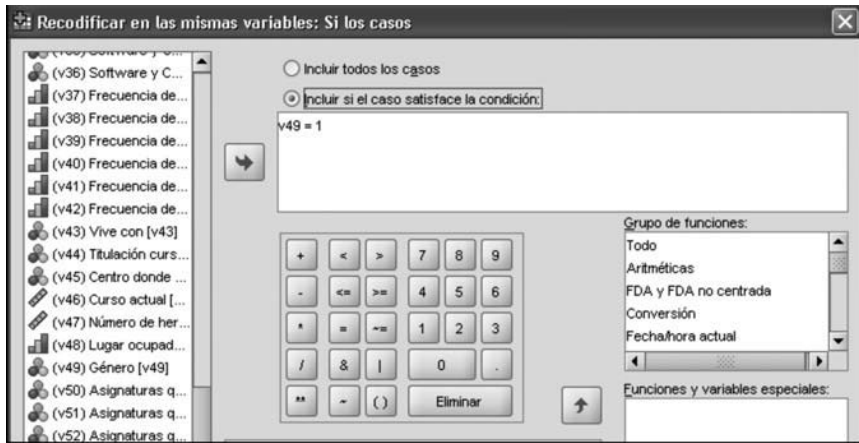 Recodificar en las mismas variables: Si los casos
(v36) Software y C...
(v37) Frecuencia de...
(v38) Frecuencia de...
(v39) Frecuencia de...
(v40) Frecuencia de...
(v41) Frecuencia de...
(v42) Frecuencia de...
(v43) Vive con [v43]
(v44) Titulación curs...
(v45) Centro donde ...
(v46) Curso actual [...
(v47) Número de her...
(v48) Lugar ocupad...
(v49) Género [v49]
(v50) Asignaturas q...
(v51) Asignaturas q...
(v52) Asignaturas q...
Incluir todos los casos
Incluir si el caso satisface la condición:
v49 = 1
+ < > 7 8 9
- <= >= 4 5 6
* = ~= 1 2 3
/ & | 0 .
** ~ ( ) Eliminar
Grupo de funciones:
Todo
Aritméticas
FDA y FDA no centrada
Conversión
Fecha/hora actual
Funciones y variables especiales: